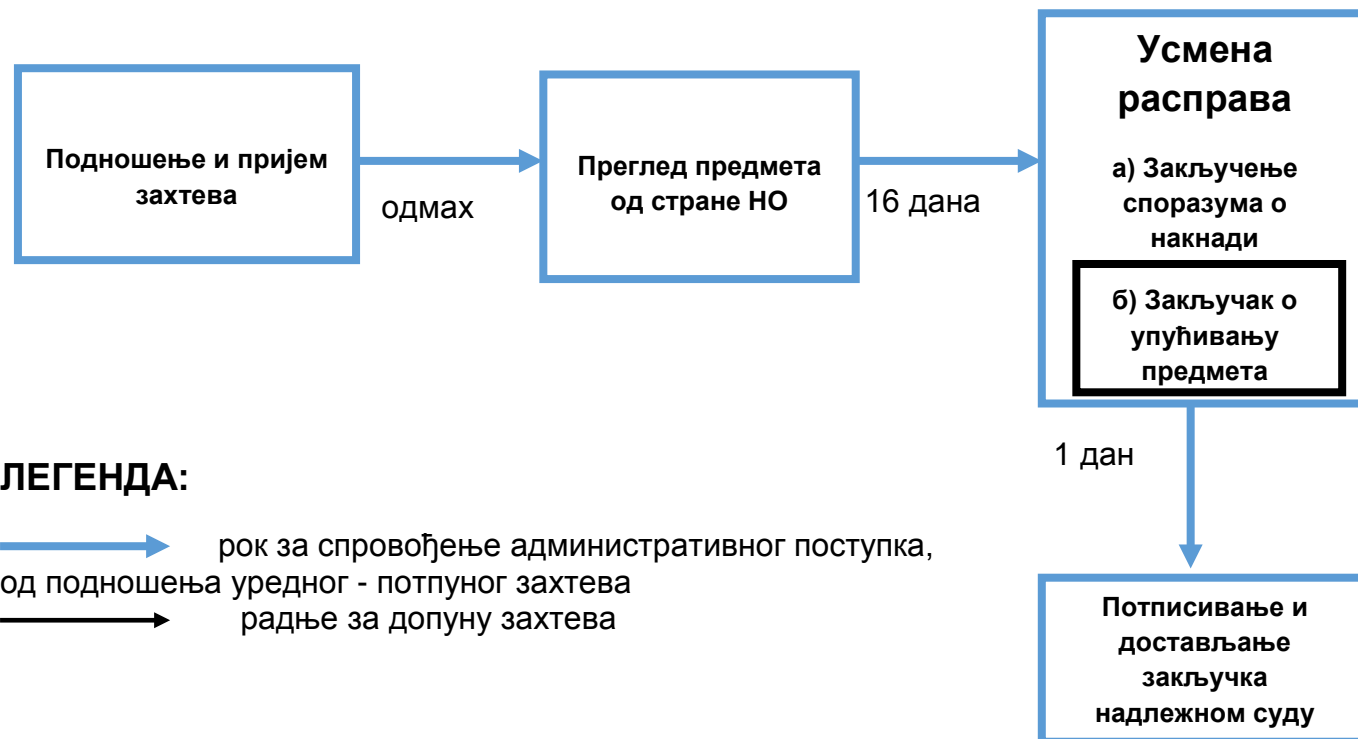 Подношење и пријем
захтева
одмах
Преглед предмета
од стране НО
16 дана
Усмена
расправа
а) Закључење
споразума о
накнади
б) Закључак о
упућивању
предмета
1 дан
Потписивање и
достављање
закључка
надлежном суду
ЛЕГЕНДА:
рок за спровођење административног поступка,
од подношења уредног - потпуног захтева
радње за допуну захтева